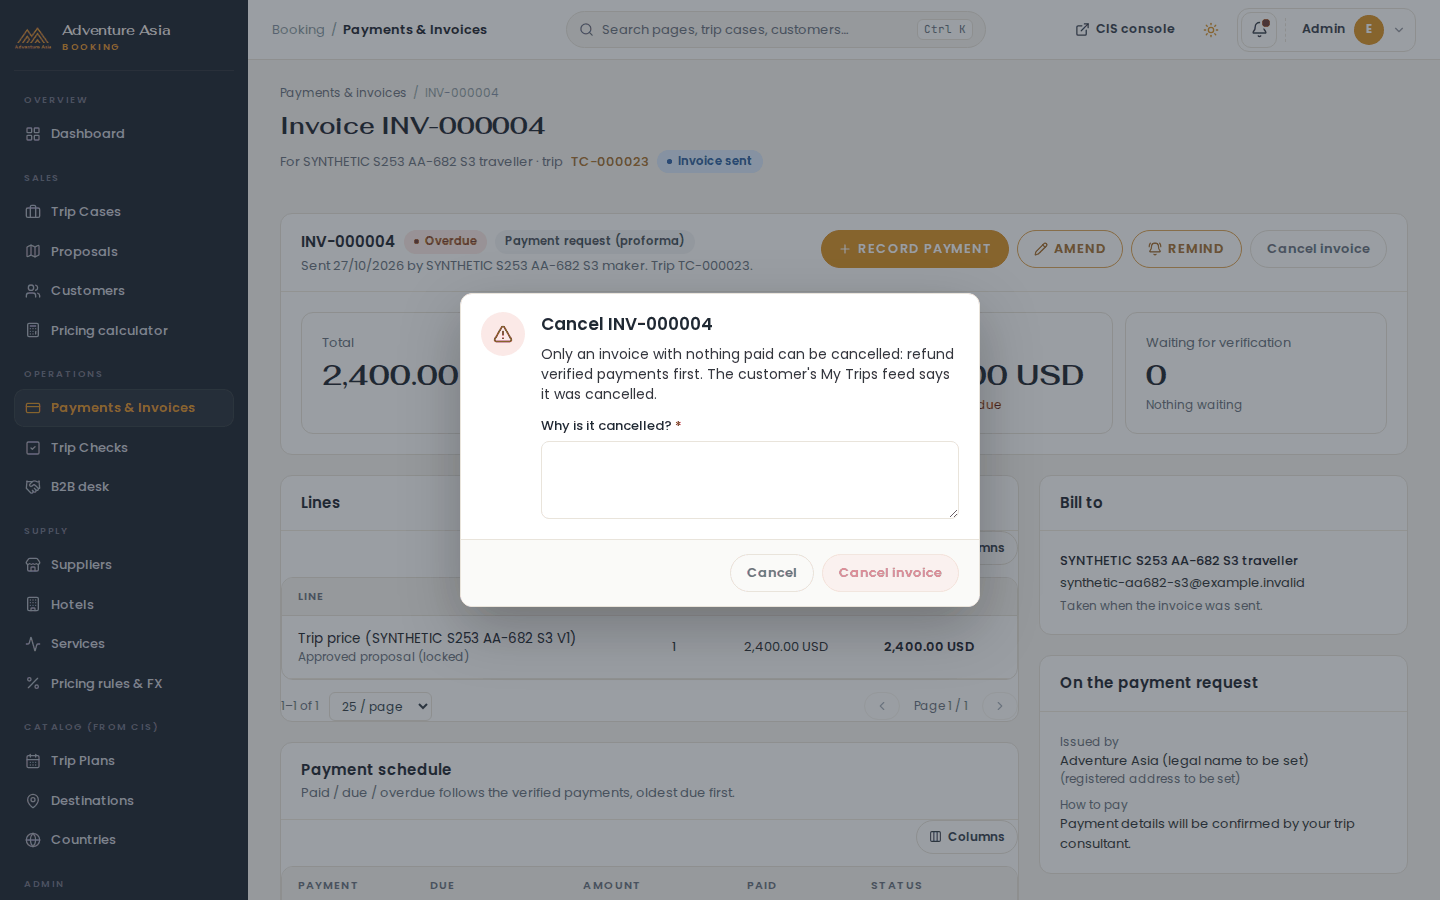 Adventure Asia
BOOKING
Booking / Payments & Invoices
Search pages, trip cases, customers...
Ctrl K
CIS console
Admin
E
OVERVIEW
Dashboard
SALES
Trip Cases
Proposals
Customers
Pricing calculator
OPERATIONS
Payments & Invoices
Trip Checks
B2B desk
SUPPLY
Suppliers
Hotels
Services
Pricing rules & FX
CATALOG (FROM CIS)
Trip Plans
Destinations
Countries
ADMIN
Payments & invoices / INV-000004
Invoice INV-000004
For SYNTHETIC S253 AA-682 S3 traveller · trip TC-000023 Invoice sent
INV-000004 Overdue Payment request (proforma)
Sent 27/10/2026 by SYNTHETIC S253 AA-682 S3 maker. Trip TC-000023.
RECORD PAYMENT
AMEND
REMIND
Cancel invoice
Total
2,400.00
00 USD
due
Waiting for verification
0
Nothing waiting
Cancel INV-000004
Only an invoice with nothing paid can be cancelled: refund
verified payments first. The customer's My Trips feed says
it was cancelled.
Why is it cancelled? *
Cancel
Cancel invoice
Lines
mns
LINE
Trip price (SYNTHETIC S253 AA-682 S3 V1) 1 2,400.00 USD 2,400.00 USD
Approved proposal (locked)
1–1 of 1 25 / page Page 1 / 1
Payment schedule
Paid / due / overdue follows the verified payments, oldest due first.
Columns
PAYMENT DUE AMOUNT PAID STATUS
Bill to
SYNTHETIC S253 AA-682 S3 traveller
synthetic-aa682-s3@example.invalid
Taken when the invoice was sent.
On the payment request
Issued by
Adventure Asia (legal name to be set)
(registered address to be set)
How to pay
Payment details will be confirmed by your trip
consultant.